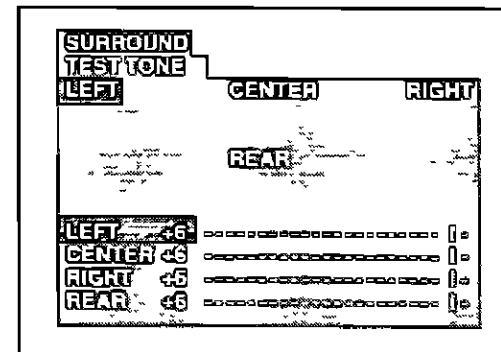 SURROUND
TEST TONE
LEFT CENTER RIGHT
REAR
LEFT +6
CENTER +6
RIGHT +6
REAR +6